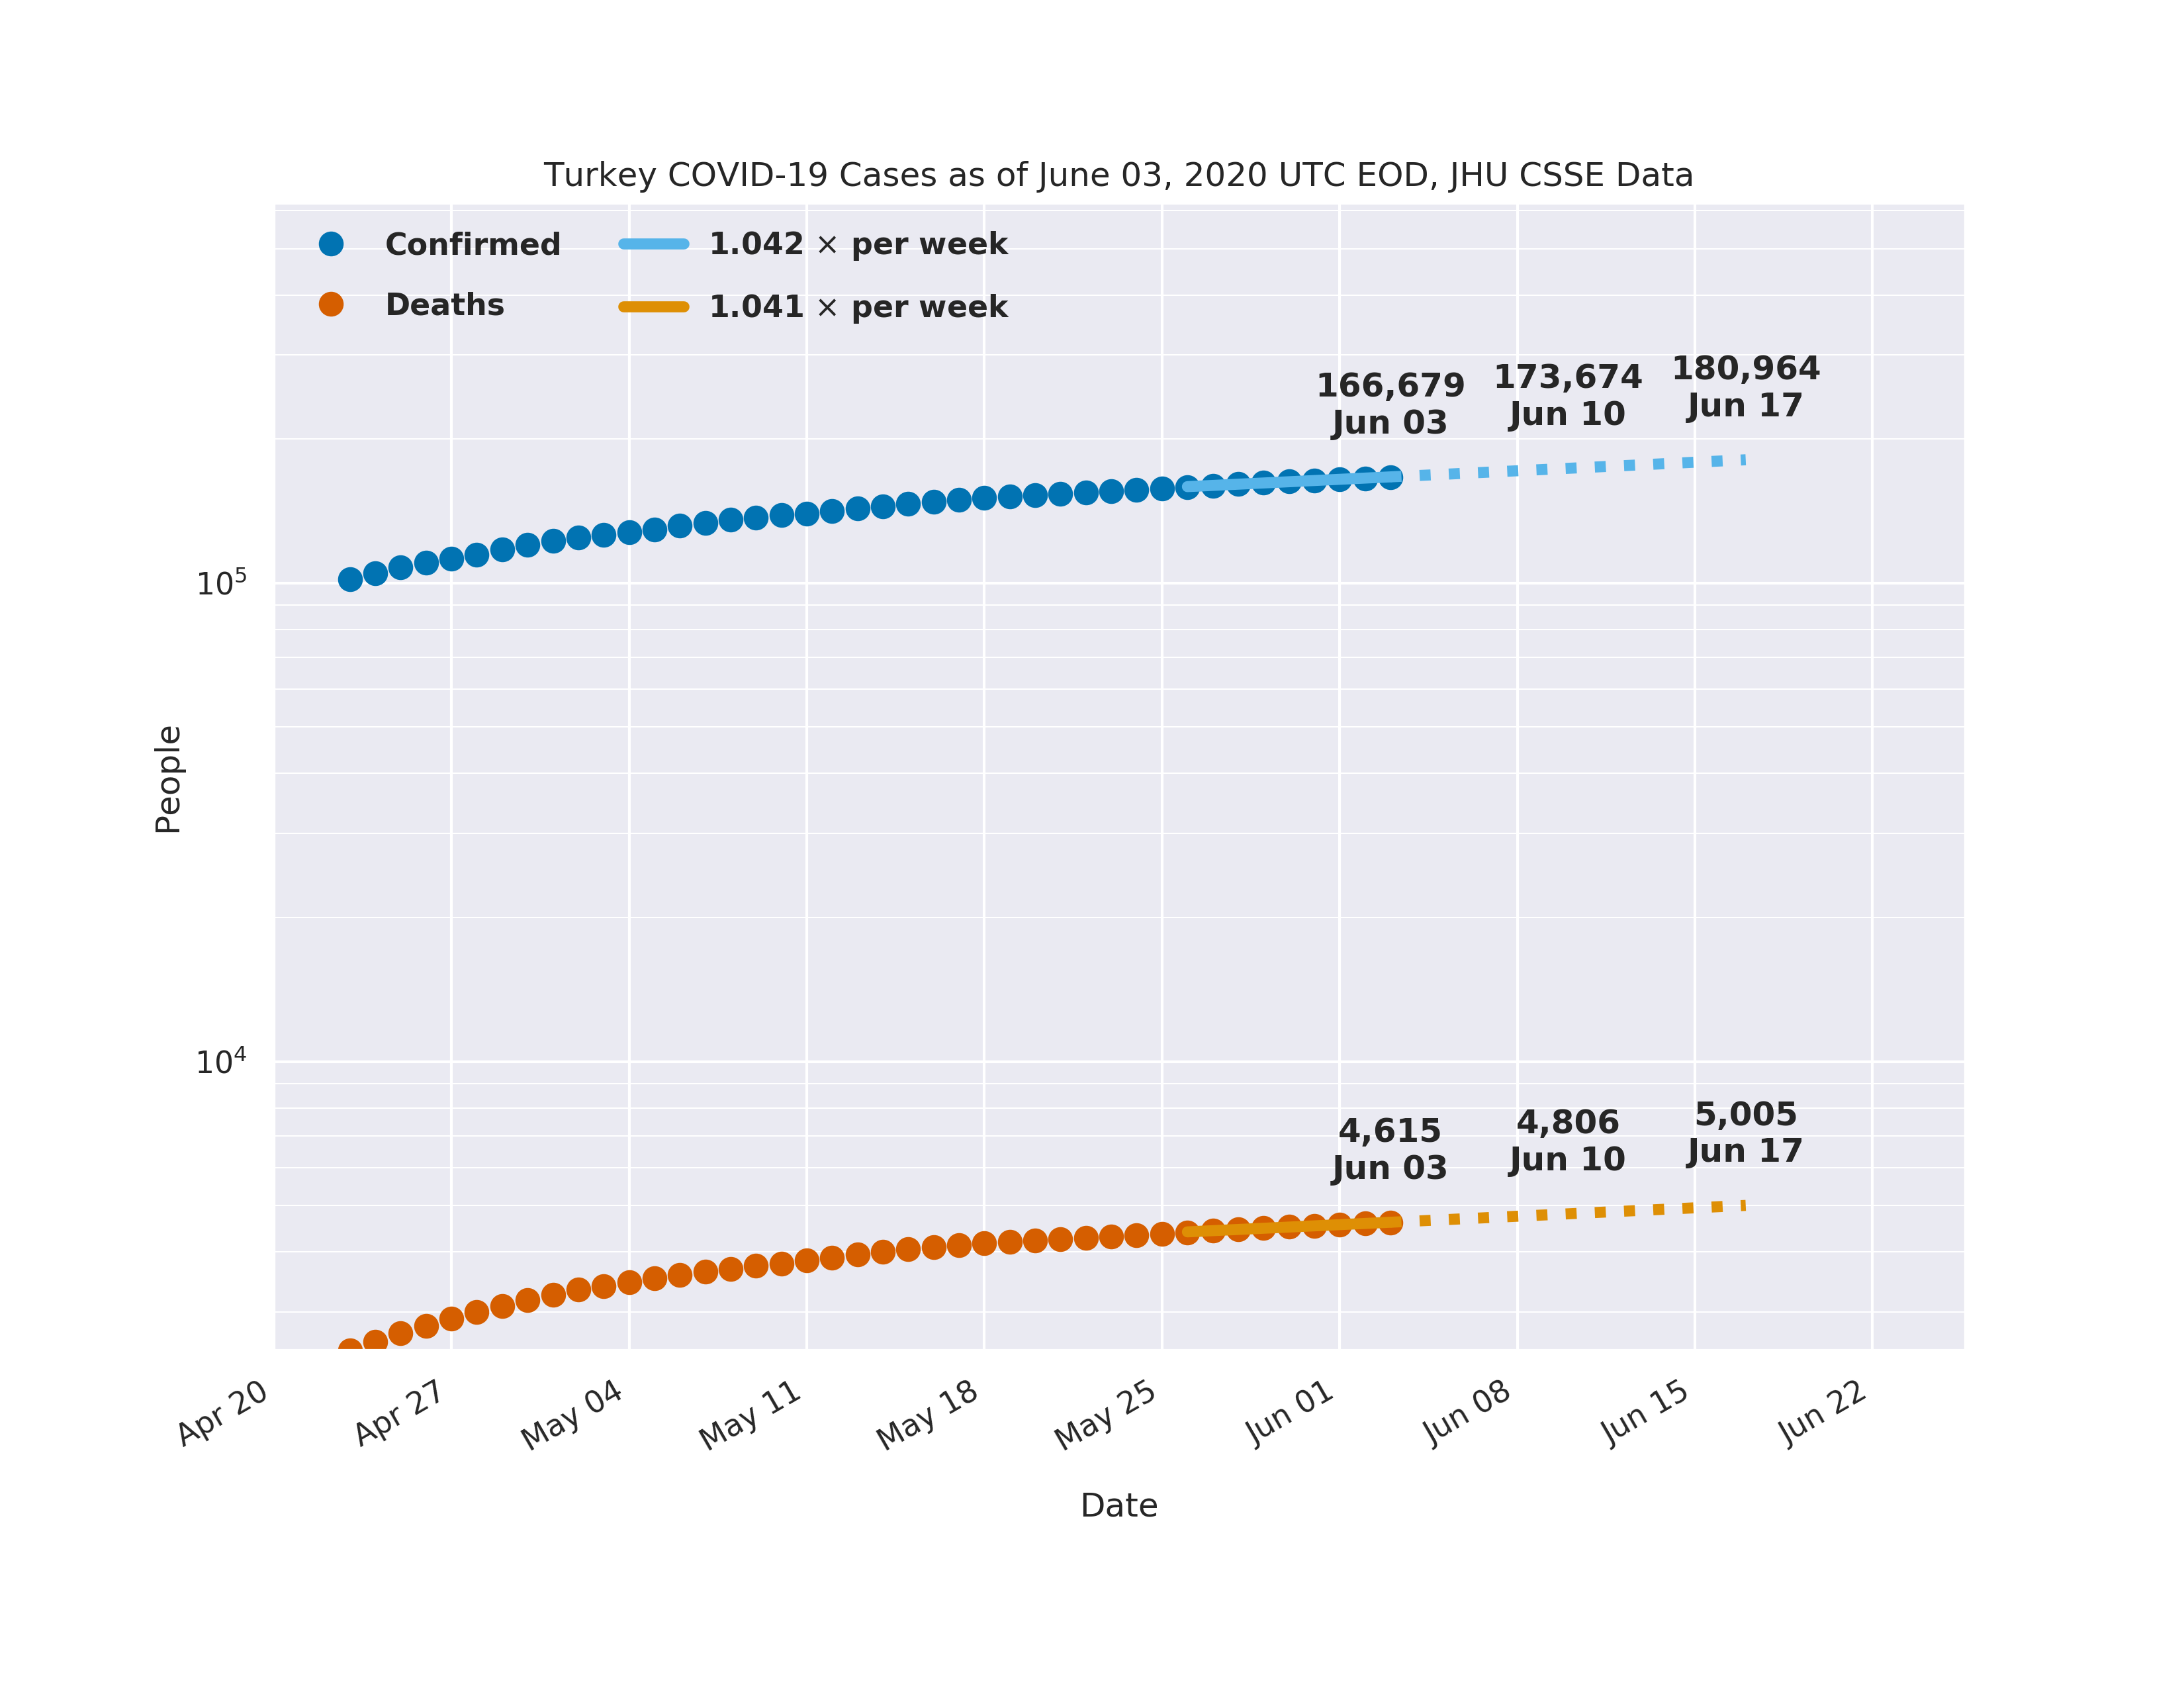 Turkey COVID-19 Cases as of June 03, 2020 UTC EOD, JHU CSSE Data
Confirmed
Deaths
1.042 × per week
1.041 × per week
166,679
Jun 03
173,674
Jun 10
180,964
Jun 17
10⁵
People
10⁴
4,615
Jun 03
4,806
Jun 10
5,005
Jun 17
Apr 20
Apr 27
May 04
May 11
May 18
May 25
Jun 01
Jun 08
Jun 15
Jun 22
Date